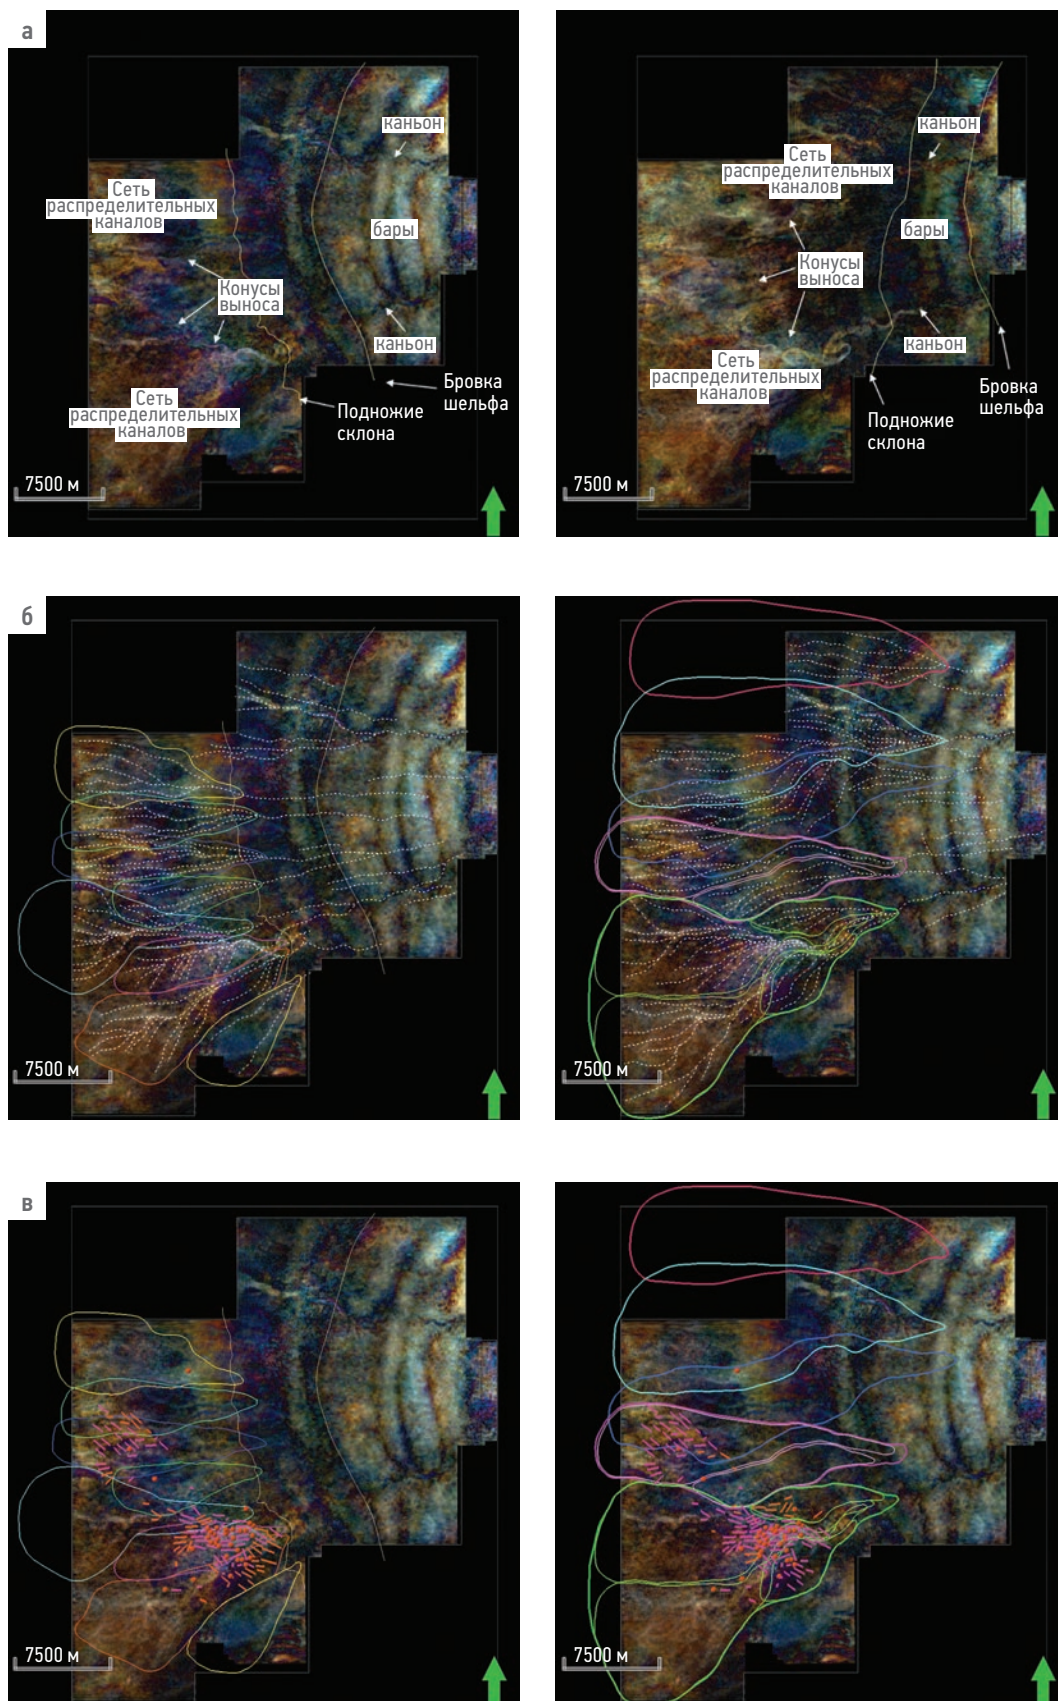 а
каньон
Сеть
распределительных
каналов
бары
Конусы
выноса
каньон
Бровка
шельфа
Сеть
распределительных
каналов
Подножие
склона
7500 м
каньон
Сеть
распределительных
каналов
бары
Конусы
выноса
каньон
Сеть
распределительных
каналов
Бровка
шельфа
Подножие
склона
7500 м
б
7500 м
7500 м
в
7500 м
7500 м